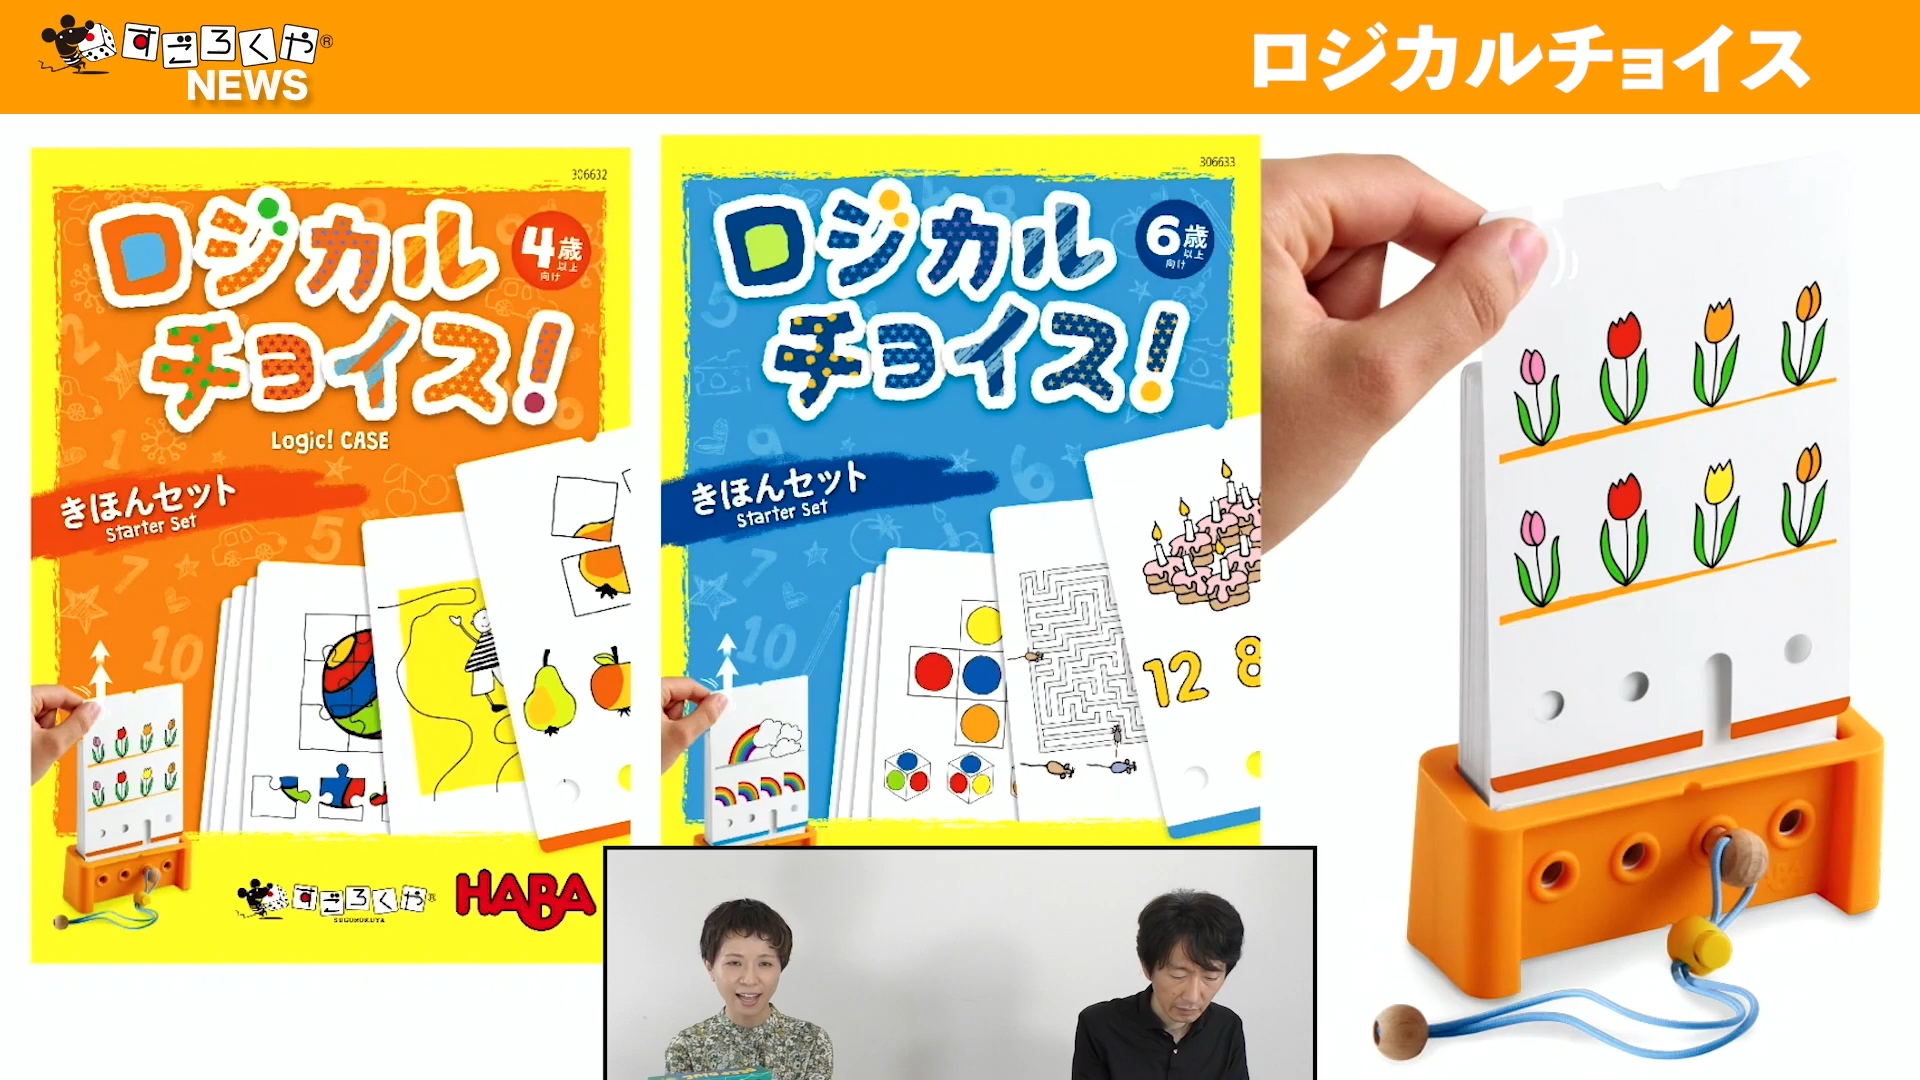 すごろくや®
NEWS
ロジカルチョイス
306632
ロジカル
チョイス!
4歳
以上
向け
Logic! CASE
きほんセット
Starter Set
すごろくや®
SUGOROKUYA
HABA
306633
ロジカル
チョイス!
6歳
以上
向け
きほんセット
Starter Set
12 8
HABA